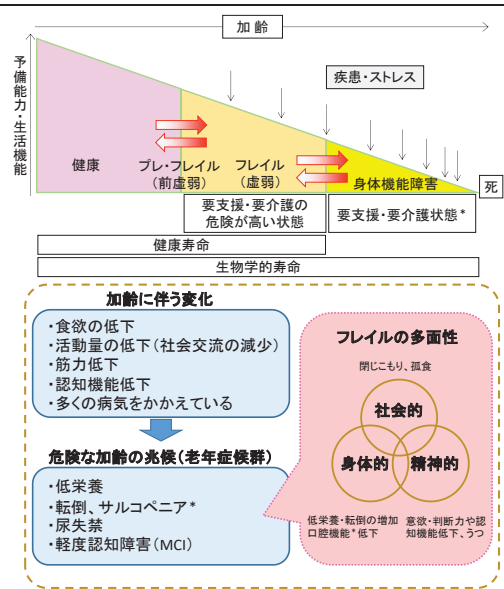 加 齢
予備能力・生活機能
疾患・ストレス
健康
プレ・フレイル
(前虚弱)
フレイル
(虚弱)
身体機能障害
死
要支援・要介護の
危険が高い状態
要支援・要介護状態*
健康寿命
生物学的寿命
加齢に伴う変化
・食欲の低下
・活動量の低下(社会交流の減少)
・筋力低下
・認知機能低下
・多くの病気をかかえている
危険な加齢の兆候(老年症候群)
・低栄養
・転倒、サルコペニア*
・尿失禁
・軽度認知障害(MCI)
フレイルの多面性
閉じこもり、孤食
社会的
身体的
精神的
低栄養・転倒の増加
口腔機能*低下
意欲・判断力や認
知機能低下、うつ